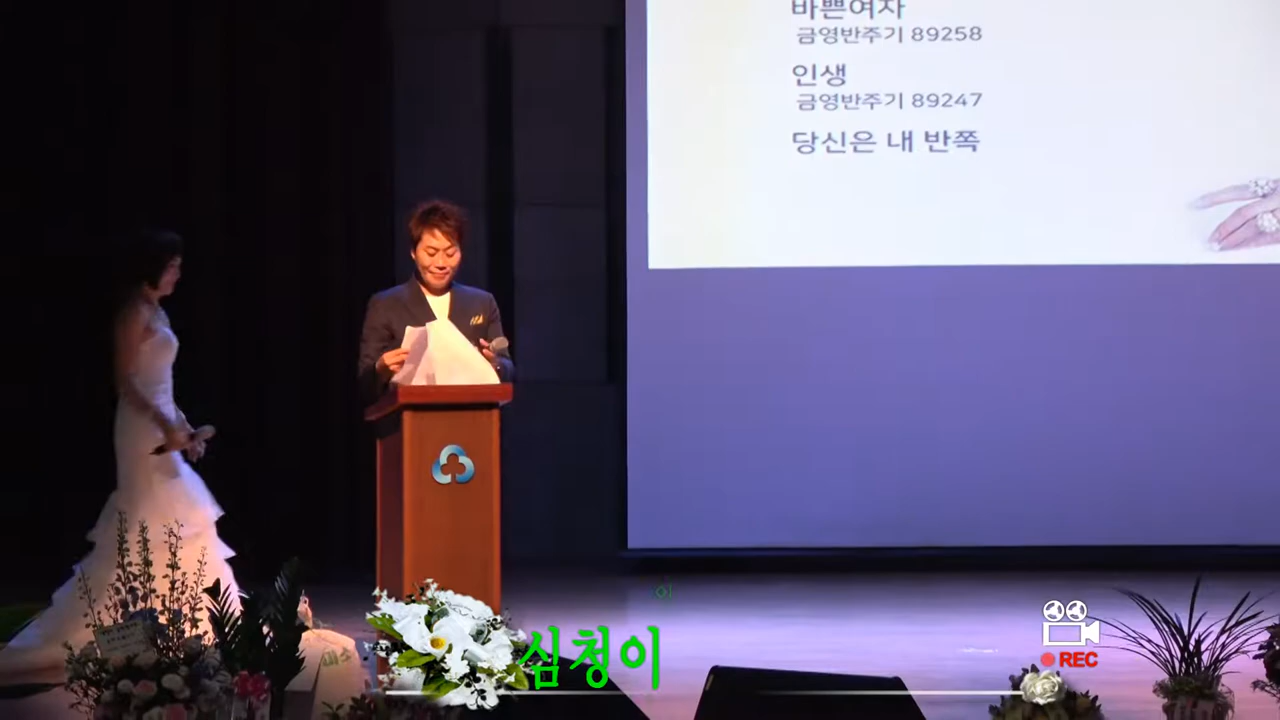 바쁜여자
금영반주기 89258
인생
금영반주기 89247
당신은 내 반쪽
이
심청이
REC